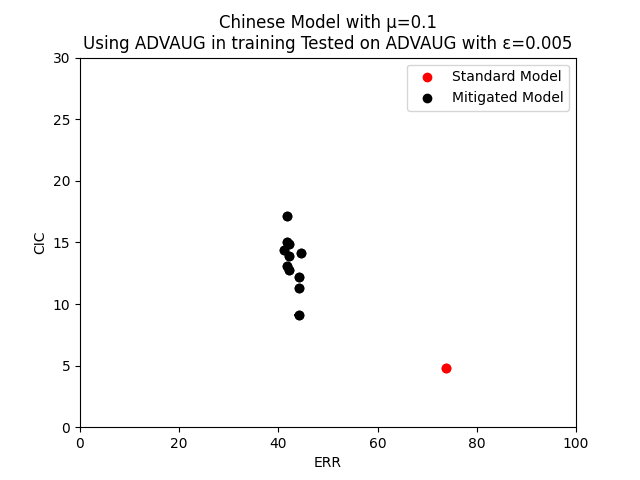 Chinese Model with μ=0.1
Using ADVAUG in training Tested on ADVAUG with ε=0.005
Standard Model
Mitigated Model
30
25
20
15
10
5
0
CIC
0 20 40 60 80 100
ERR